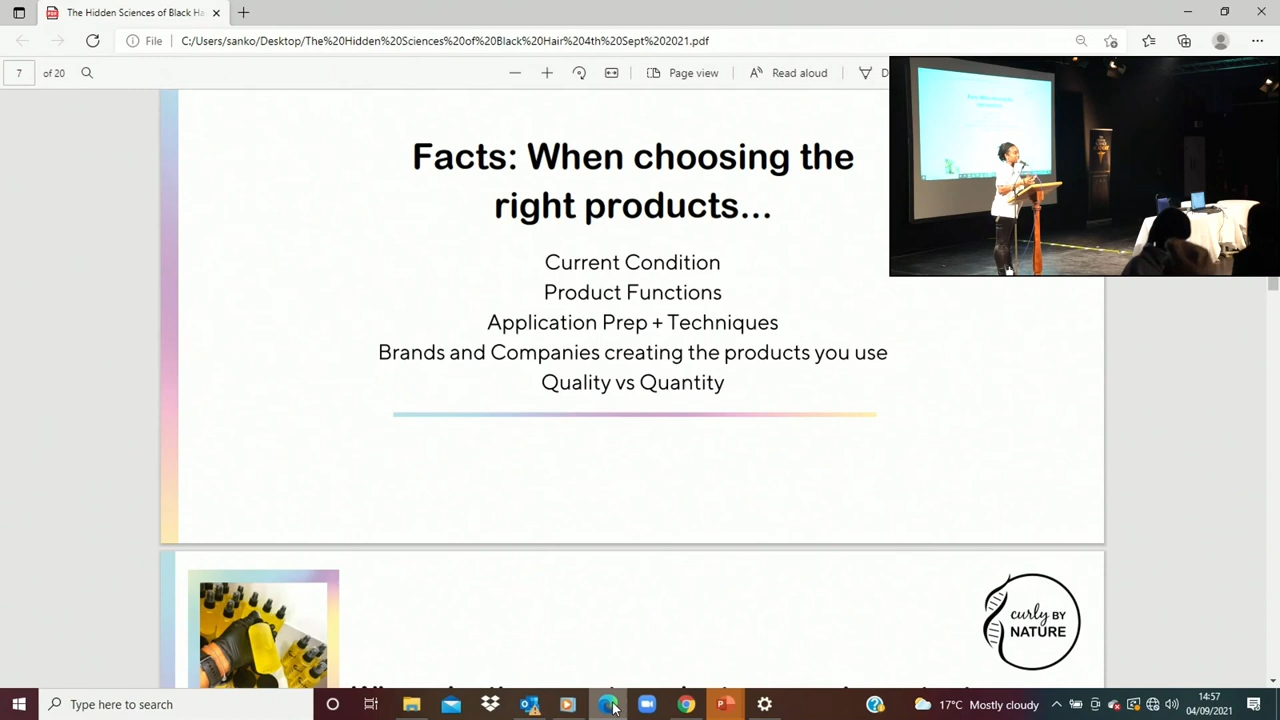 The Hidden Sciences of Black Ha
File
C:/Users/sanko/Desktop/The%20Hidden%20Sciences%20of%20Black%20Hair%204th%20Sept%202021.pdf
7 of 20
Page view
Read aloud
D
Facts: When choosing the
right products...
Current Condition
Product Functions
Application Prep + Techniques
Brands and Companies creating the products you use
Quality vs Quantity
curly BY
NATURE
Type here to search
17°C Mostly cloudy
14:57
04/09/2021